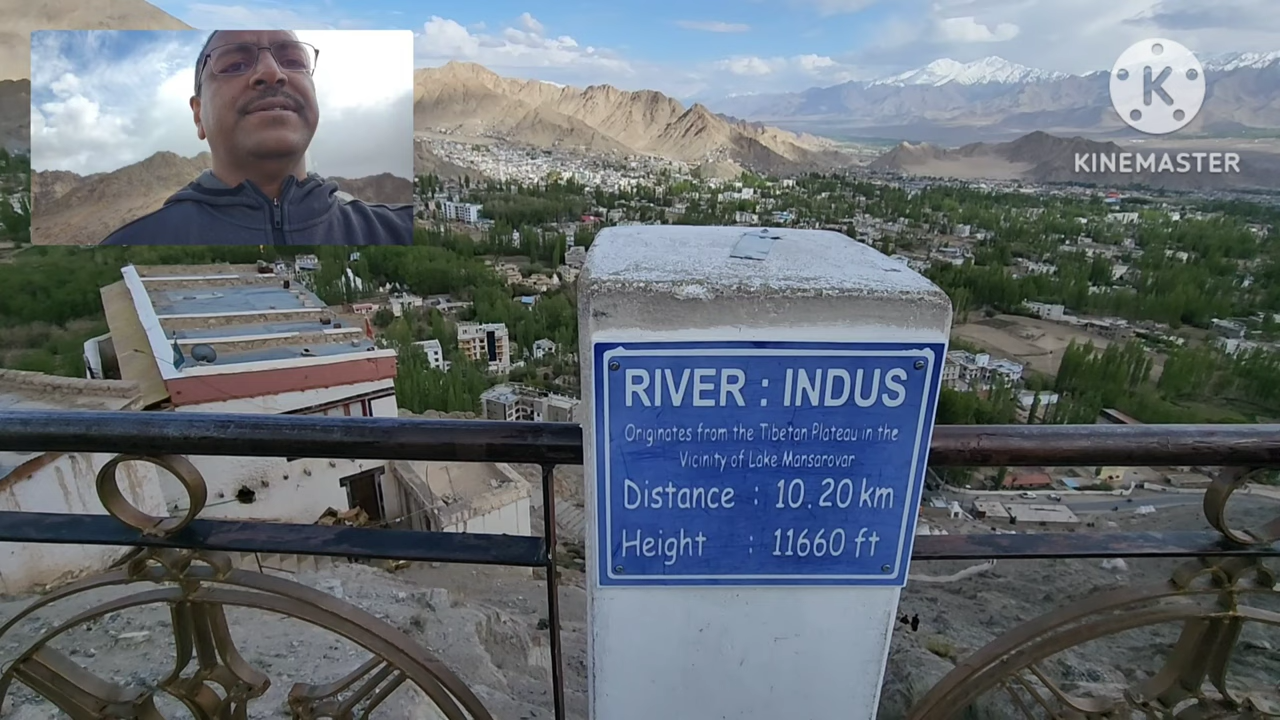 K
KINEMASTER
RIVER : INDUS
Originates from the Tibetan Plateau in the
Vicinity of Lake Mansarovar
Distance : 10.20 km
Height : 11660 ft